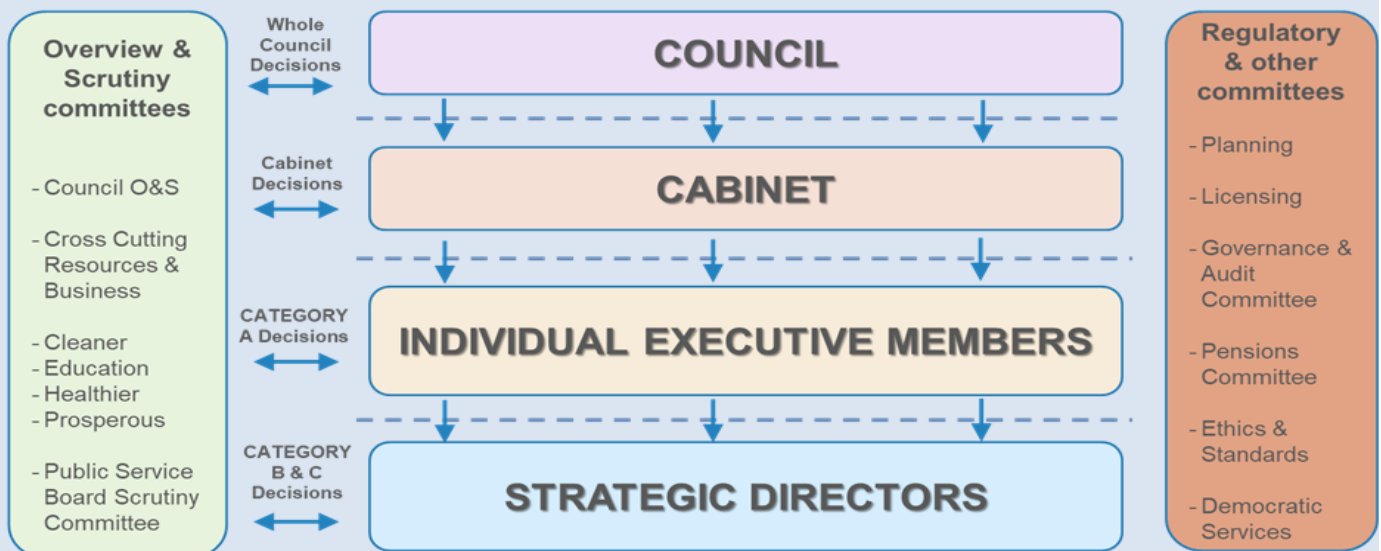 Overview &
Scrutiny
committees
- Council O&S
- Cross Cutting
Resources &
Business
- Cleaner
- Education
- Healthier
- Prosperous
- Public Service
Board Scrutiny
Committee
Whole
Council
Decisions
Cabinet
Decisions
CATEGORY
A Decisions
CATEGORY
B & C
Decisions
COUNCIL
CABINET
INDIVIDUAL EXECUTIVE MEMBERS
STRATEGIC DIRECTORS
Regulatory
& other
committees
- Planning
- Licensing
- Governance &
Audit
Committee
- Pensions
Committee
- Ethics &
Standards
- Democratic
Services